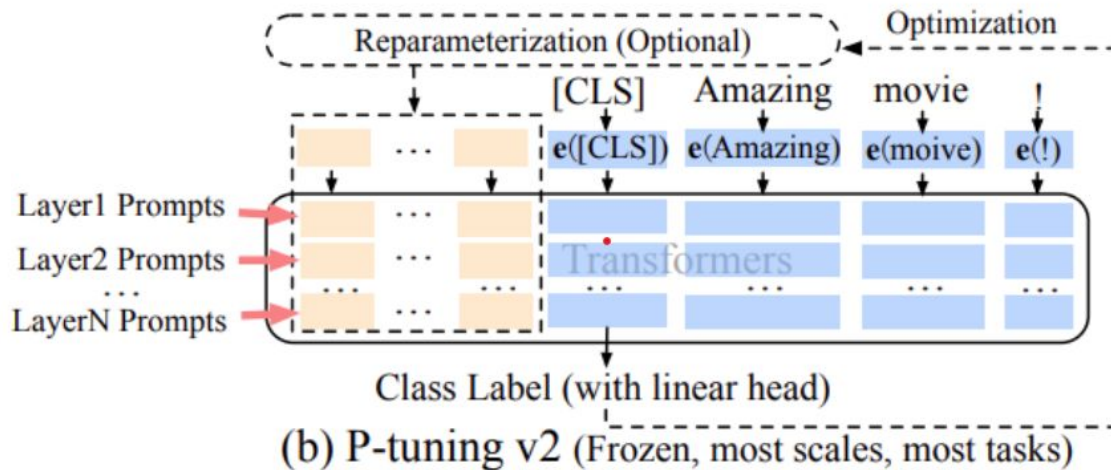 Reparameterization (Optional)
Optimization
[CLS] Amazing movie !
e([CLS]) e(Amazing) e(moive) e(!)
Layer1 Prompts
...
Layer2 Prompts
...
Transformers
... ... ... ... ... ...
...
LayerN Prompts
...
Class Label (with linear head)
(b) P-tuning v2 (Frozen, most scales, most tasks)